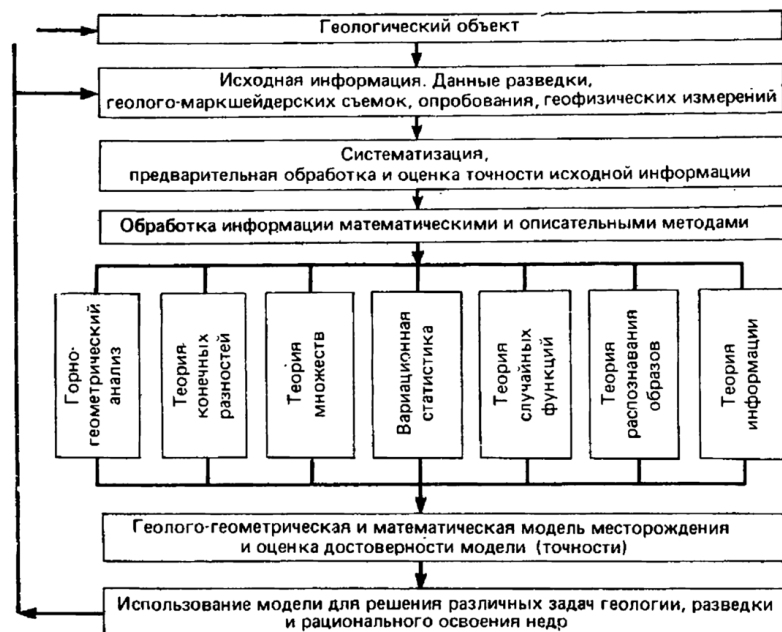 Геологический объект
Исходная информация. Данные разведки,
геолого-маркшейдерских съемок, опробования, геофизических измерений
Систематизация,
предварительная обработка и оценка точности исходной информации
Обработка информации математическими и описательными методами
Горно-
геометрический
анализ
Теория
конечных
разностей
Теория
множеств
Вариационная
статистика
Теория
случайных
функций
Теория
распознавания
образов
Теория
информации
Геолого-геометрическая и математическая модель месторождения
и оценка достоверности модели (точности)
Использование модели для решения различных задач геологии, разведки
и рационального освоения недр